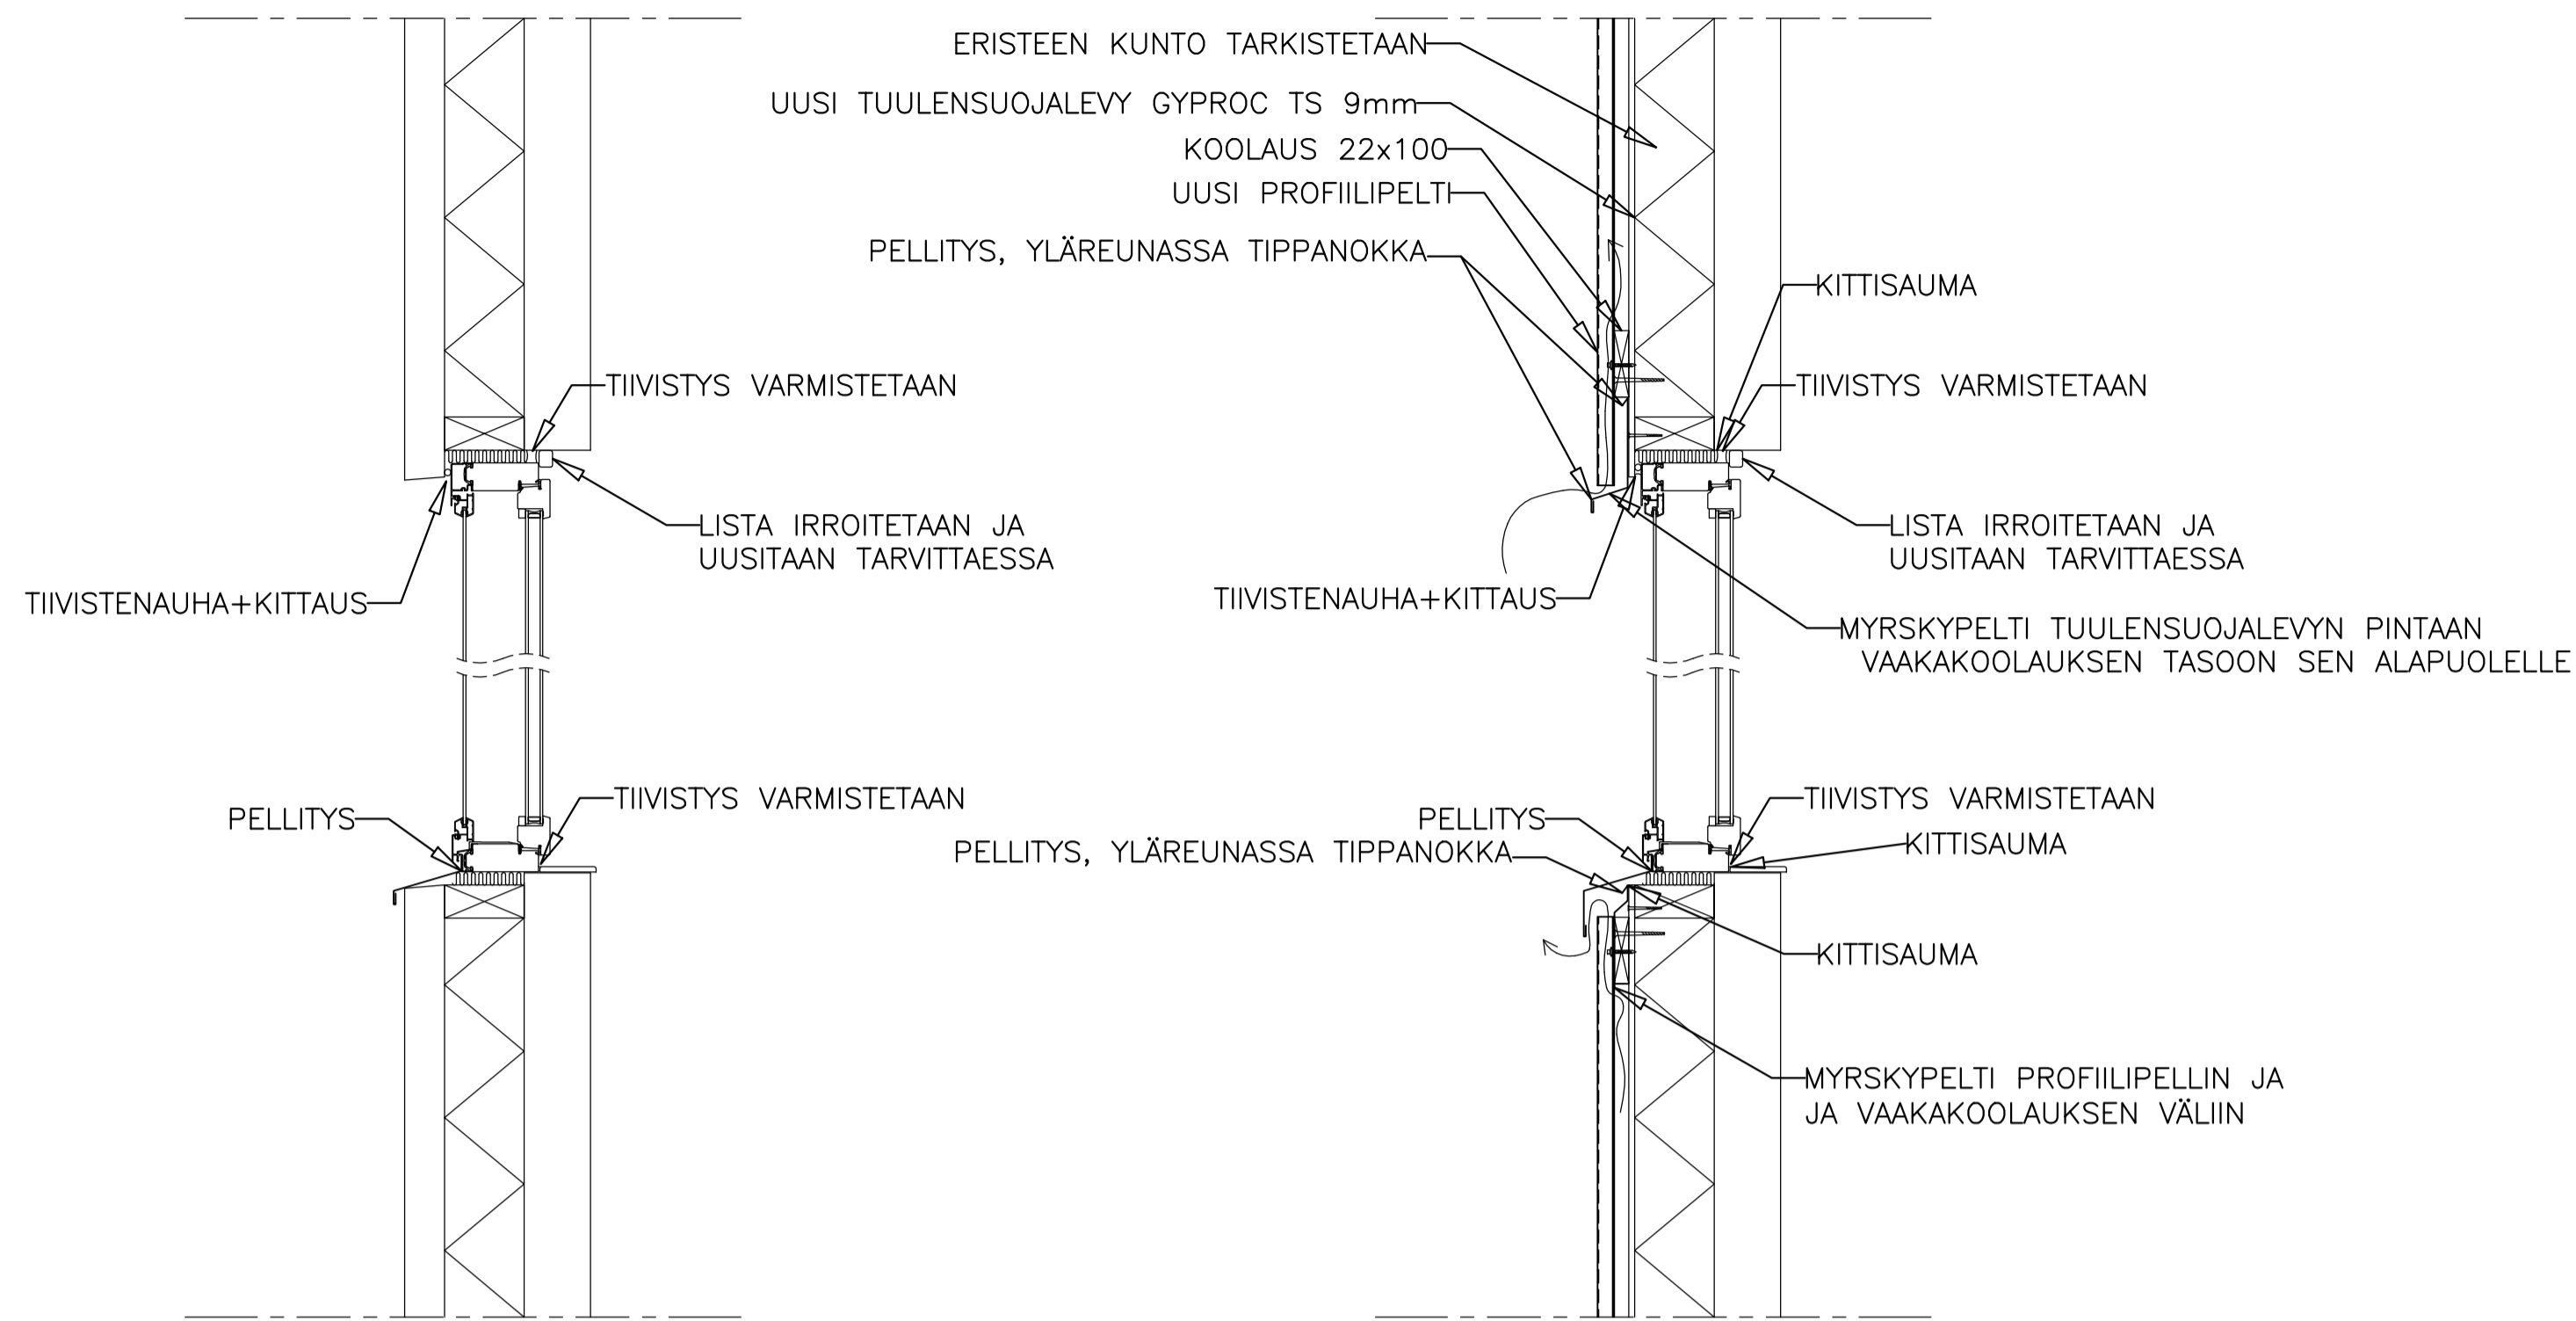 TIIVISTYS VARMISTETAAN
LISTA IRROITETAAN JA
UUSITAAN TARVITTAESSA
TIIVISTENAUHA+KITTAUS
TIIVISTYS VARMISTETAAN
PELLITYS
ERISTEEN KUNTO TARKISTETAAN
UUSI TUULENSUOJALEVY GYPROC TS 9mm
KOOLAUS 22x100
UUSI PROFIILIPELTI
PELLITYS, YLÄREUNASSA TIPPANOKKA
KITTISAUMA
TIIVISTYS VARMISTETAAN
LISTA IRROITETAAN JA
UUSITAAN TARVITTAESSA
TIIVISTENAUHA+KITTAUS
MYRSKYPELTI TUULENSUOJALEVYN PINTAAN
VAAKAKOOLAUKSEN TASOON SEN ALAPUOLELLE
TIIVISTYS VARMISTETAAN
PELLITYS
KITTISAUMA
PELLITYS, YLÄREUNASSA TIPPANOKKA
KITTISAUMA
MYRSKYPELTI PROFIILIPELLIN JA
JA VAAKAKOOLAUKSEN VÄLIIN